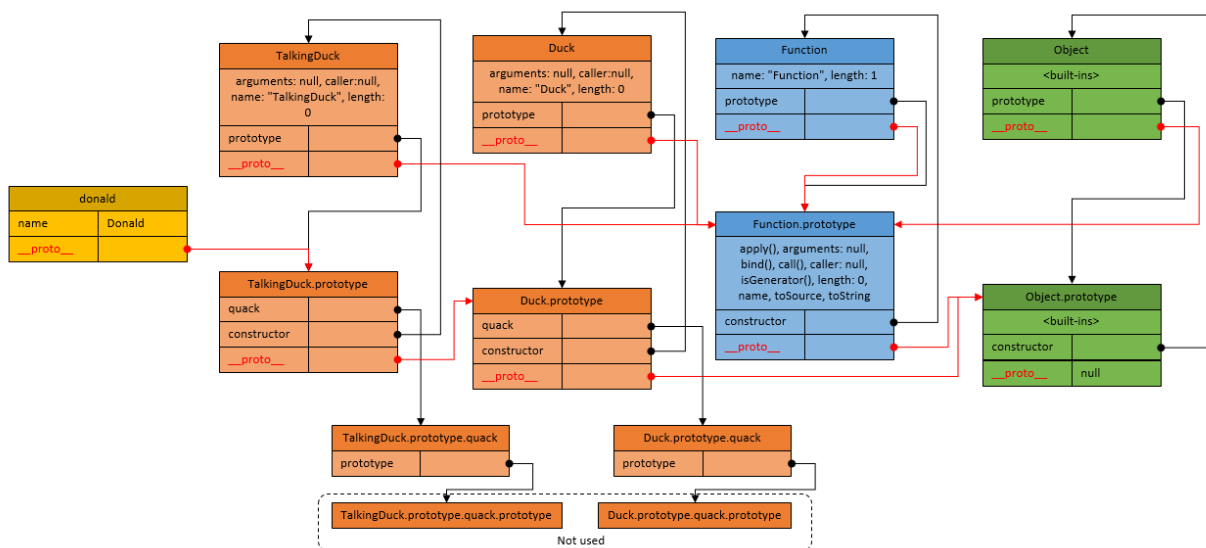 TalkingDuck
arguments: null, caller:null,
name: "TalkingDuck", length:
0
prototype
__proto__
Duck
arguments: null, caller:null,
name: "Duck", length: 0
prototype
__proto__
Function
name: "Function", length: 1
prototype
__proto__
Object
<built-ins>
prototype
__proto__
donald
name Donald
__proto__
TalkingDuck.prototype
quack
constructor
__proto__
Duck.prototype
quack
constructor
__proto__
Function.prototype
apply(), arguments: null,
bind(), call(), caller: null,
isGenerator(), length: 0,
name, toSource, toString
constructor
__proto__
Object.prototype
<built-ins>
constructor
__proto__ null
TalkingDuck.prototype.quack
prototype
Duck.prototype.quack
prototype
TalkingDuck.prototype.quack.prototype
Duck.prototype.quack.prototype
Not used